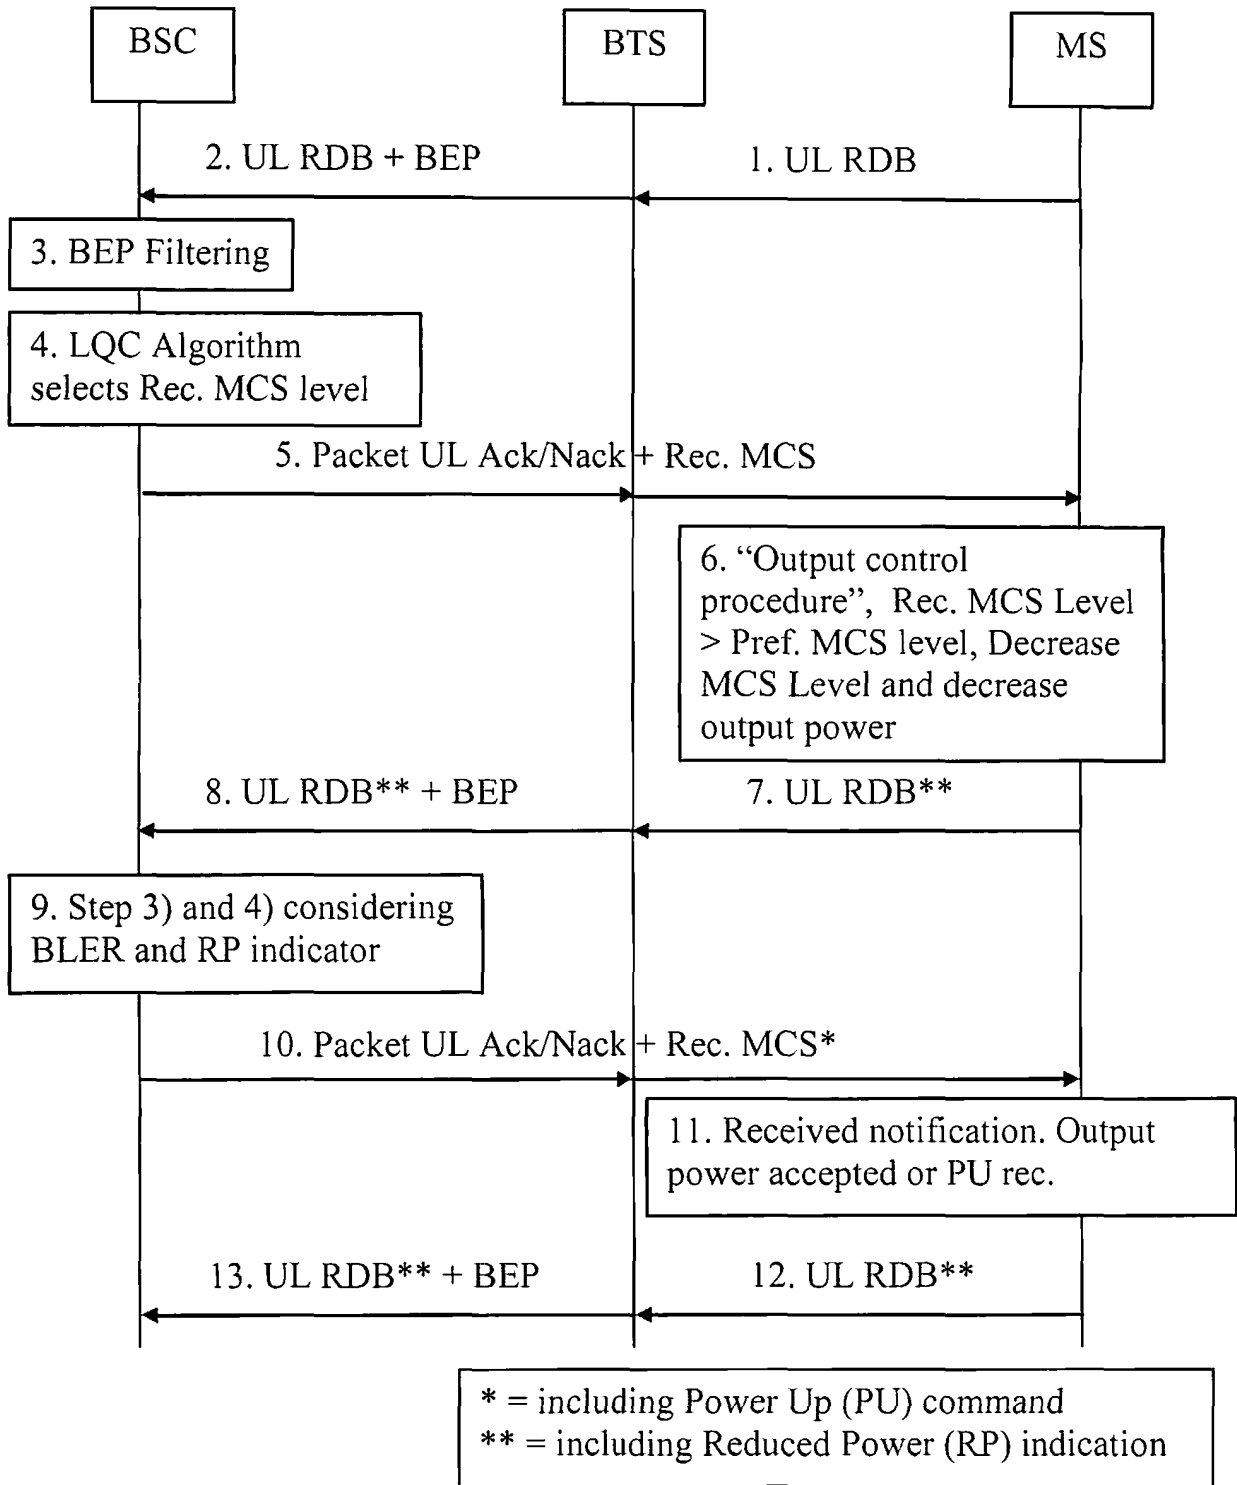 BSC
BTS
MS
2. UL RDB + BEP
1. UL RDB
3. BEP Filtering
4. LQC Algorithm
selects Rec. MCS level
5. Packet UL Ack/Nack + Rec. MCS
6. “Output control
procedure”, Rec. MCS Level
> Pref. MCS level, Decrease
MCS Level and decrease
output power
8. UL RDB** + BEP
7. UL RDB**
9. Step 3) and 4) considering
BLER and RP indicator
10. Packet UL Ack/Nack + Rec. MCS*
11. Received notification. Output
power accepted or PU rec.
13. UL RDB** + BEP
12. UL RDB**
* = including Power Up (PU) command
** = including Reduced Power (RP) indication